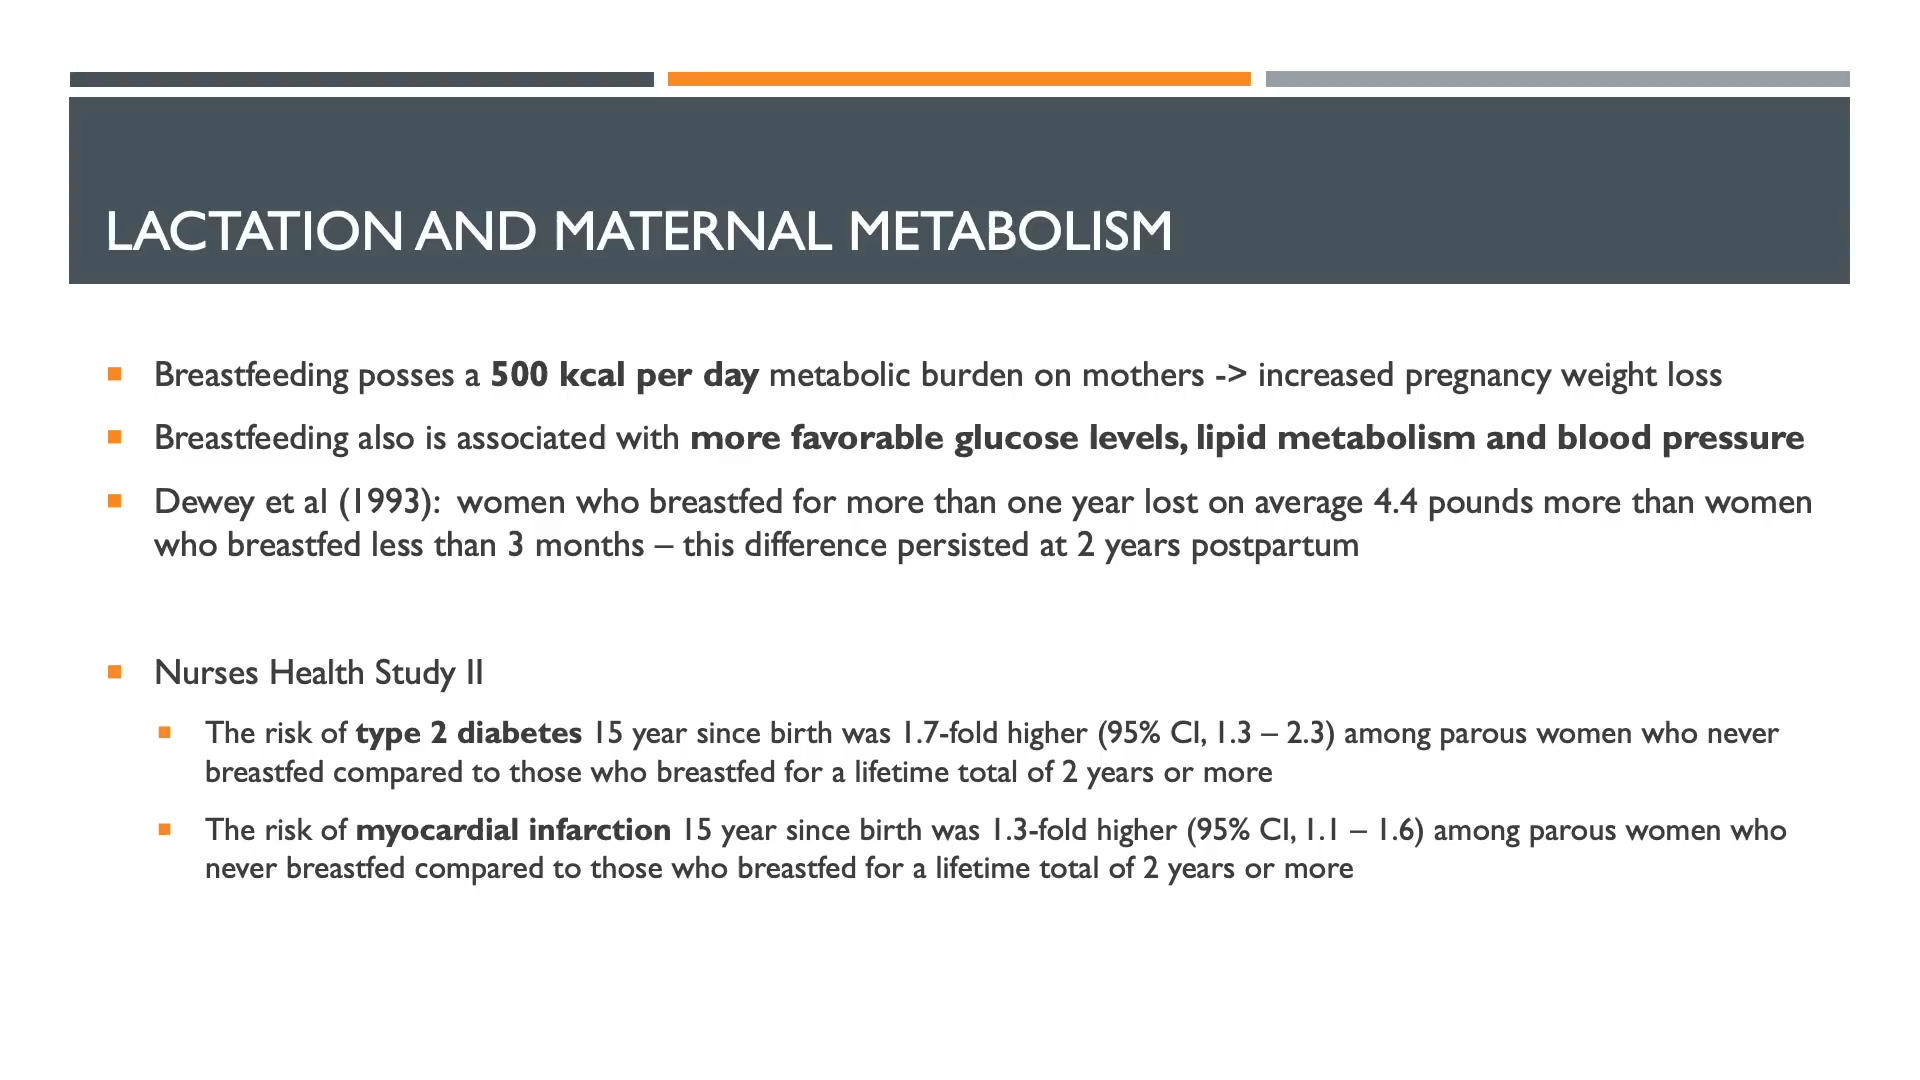 LACTATION AND MATERNAL METABOLISM
Breastfeeding posses a 500 kcal per day metabolic burden on mothers -> increased pregnancy weight loss
Breastfeeding also is associated with more favorable glucose levels, lipid metabolism and blood pressure
Dewey et al (1993):  women who breastfed for more than one year lost on average 4.4 pounds more than women
who breastfed less than 3 months – this difference persisted at 2 years postpartum
Nurses Health Study II
The risk of type 2 diabetes 15 year since birth was 1.7-fold higher (95% CI, 1.3 – 2.3) among parous women who never
breastfed compared to those who breastfed for a lifetime total of 2 years or more
The risk of myocardial infarction 15 year since birth was 1.3-fold higher (95% CI, 1.1 – 1.6) among parous women who
never breastfed compared to those who breastfed for a lifetime total of 2 years or more